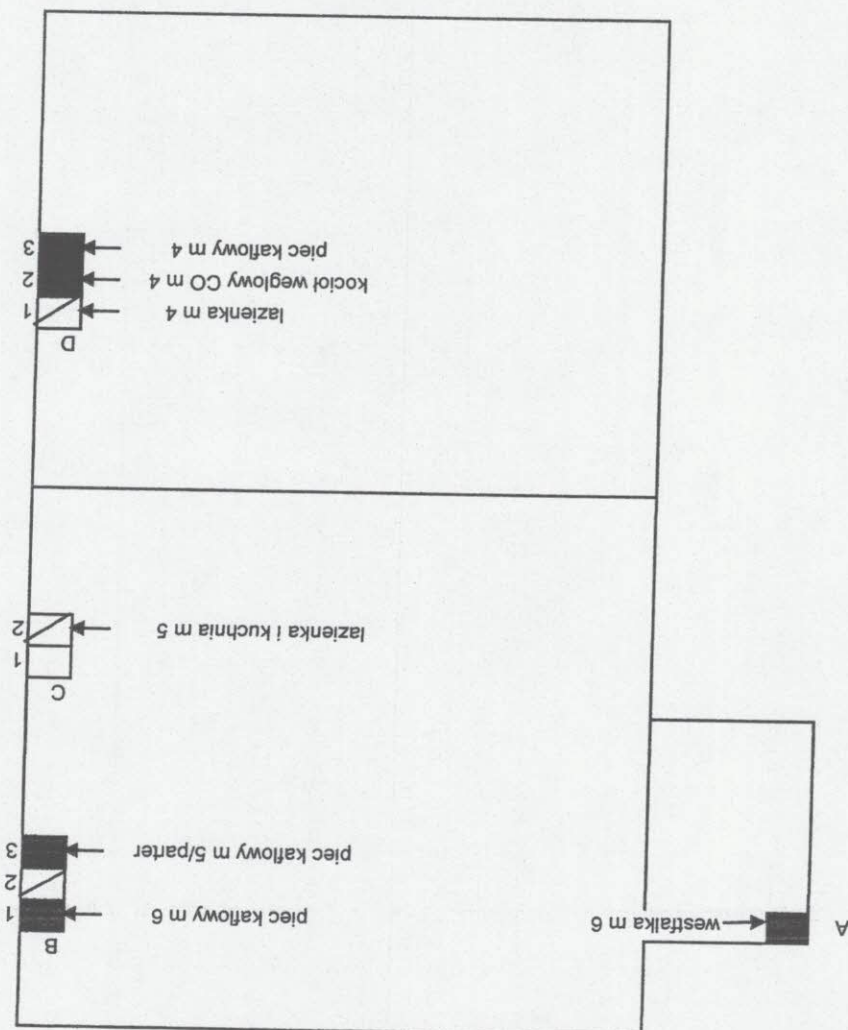 A
westfalka m 6
B
piec kaflowy m 6 1
2
piec kaflowy m 5/parter 3
C
1
lazienka i kuchnia m 5 2
D
lazienka m 4 1
kocioł weglowy CO m 4 2
piec kaflowy m 4 3